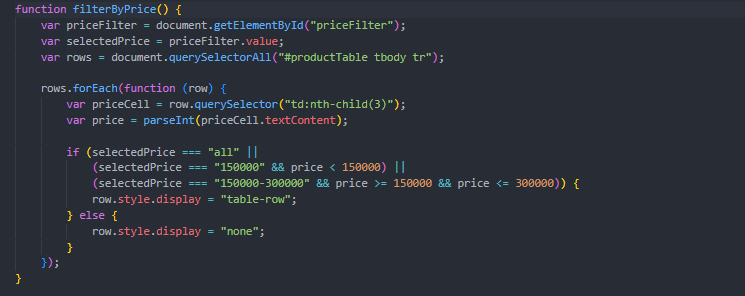 function filterByPrice() {
    var priceFilter = document.getElementById("priceFilter");
    var selectedPrice = priceFilter.value;
    var rows = document.querySelectorAll("#productTable tbody tr");

    rows.forEach(function (row) {
        var priceCell = row.querySelector("td:nth-child(3)");
        var price = parseInt(priceCell.textContent);

        if (selectedPrice === "all" ||
            (selectedPrice === "150000" && price < 150000) ||
            (selectedPrice === "150000-300000" && price >= 150000 && price <= 300000)) {
            row.style.display = "table-row";
        } else {
            row.style.display = "none";
        }
    });
}